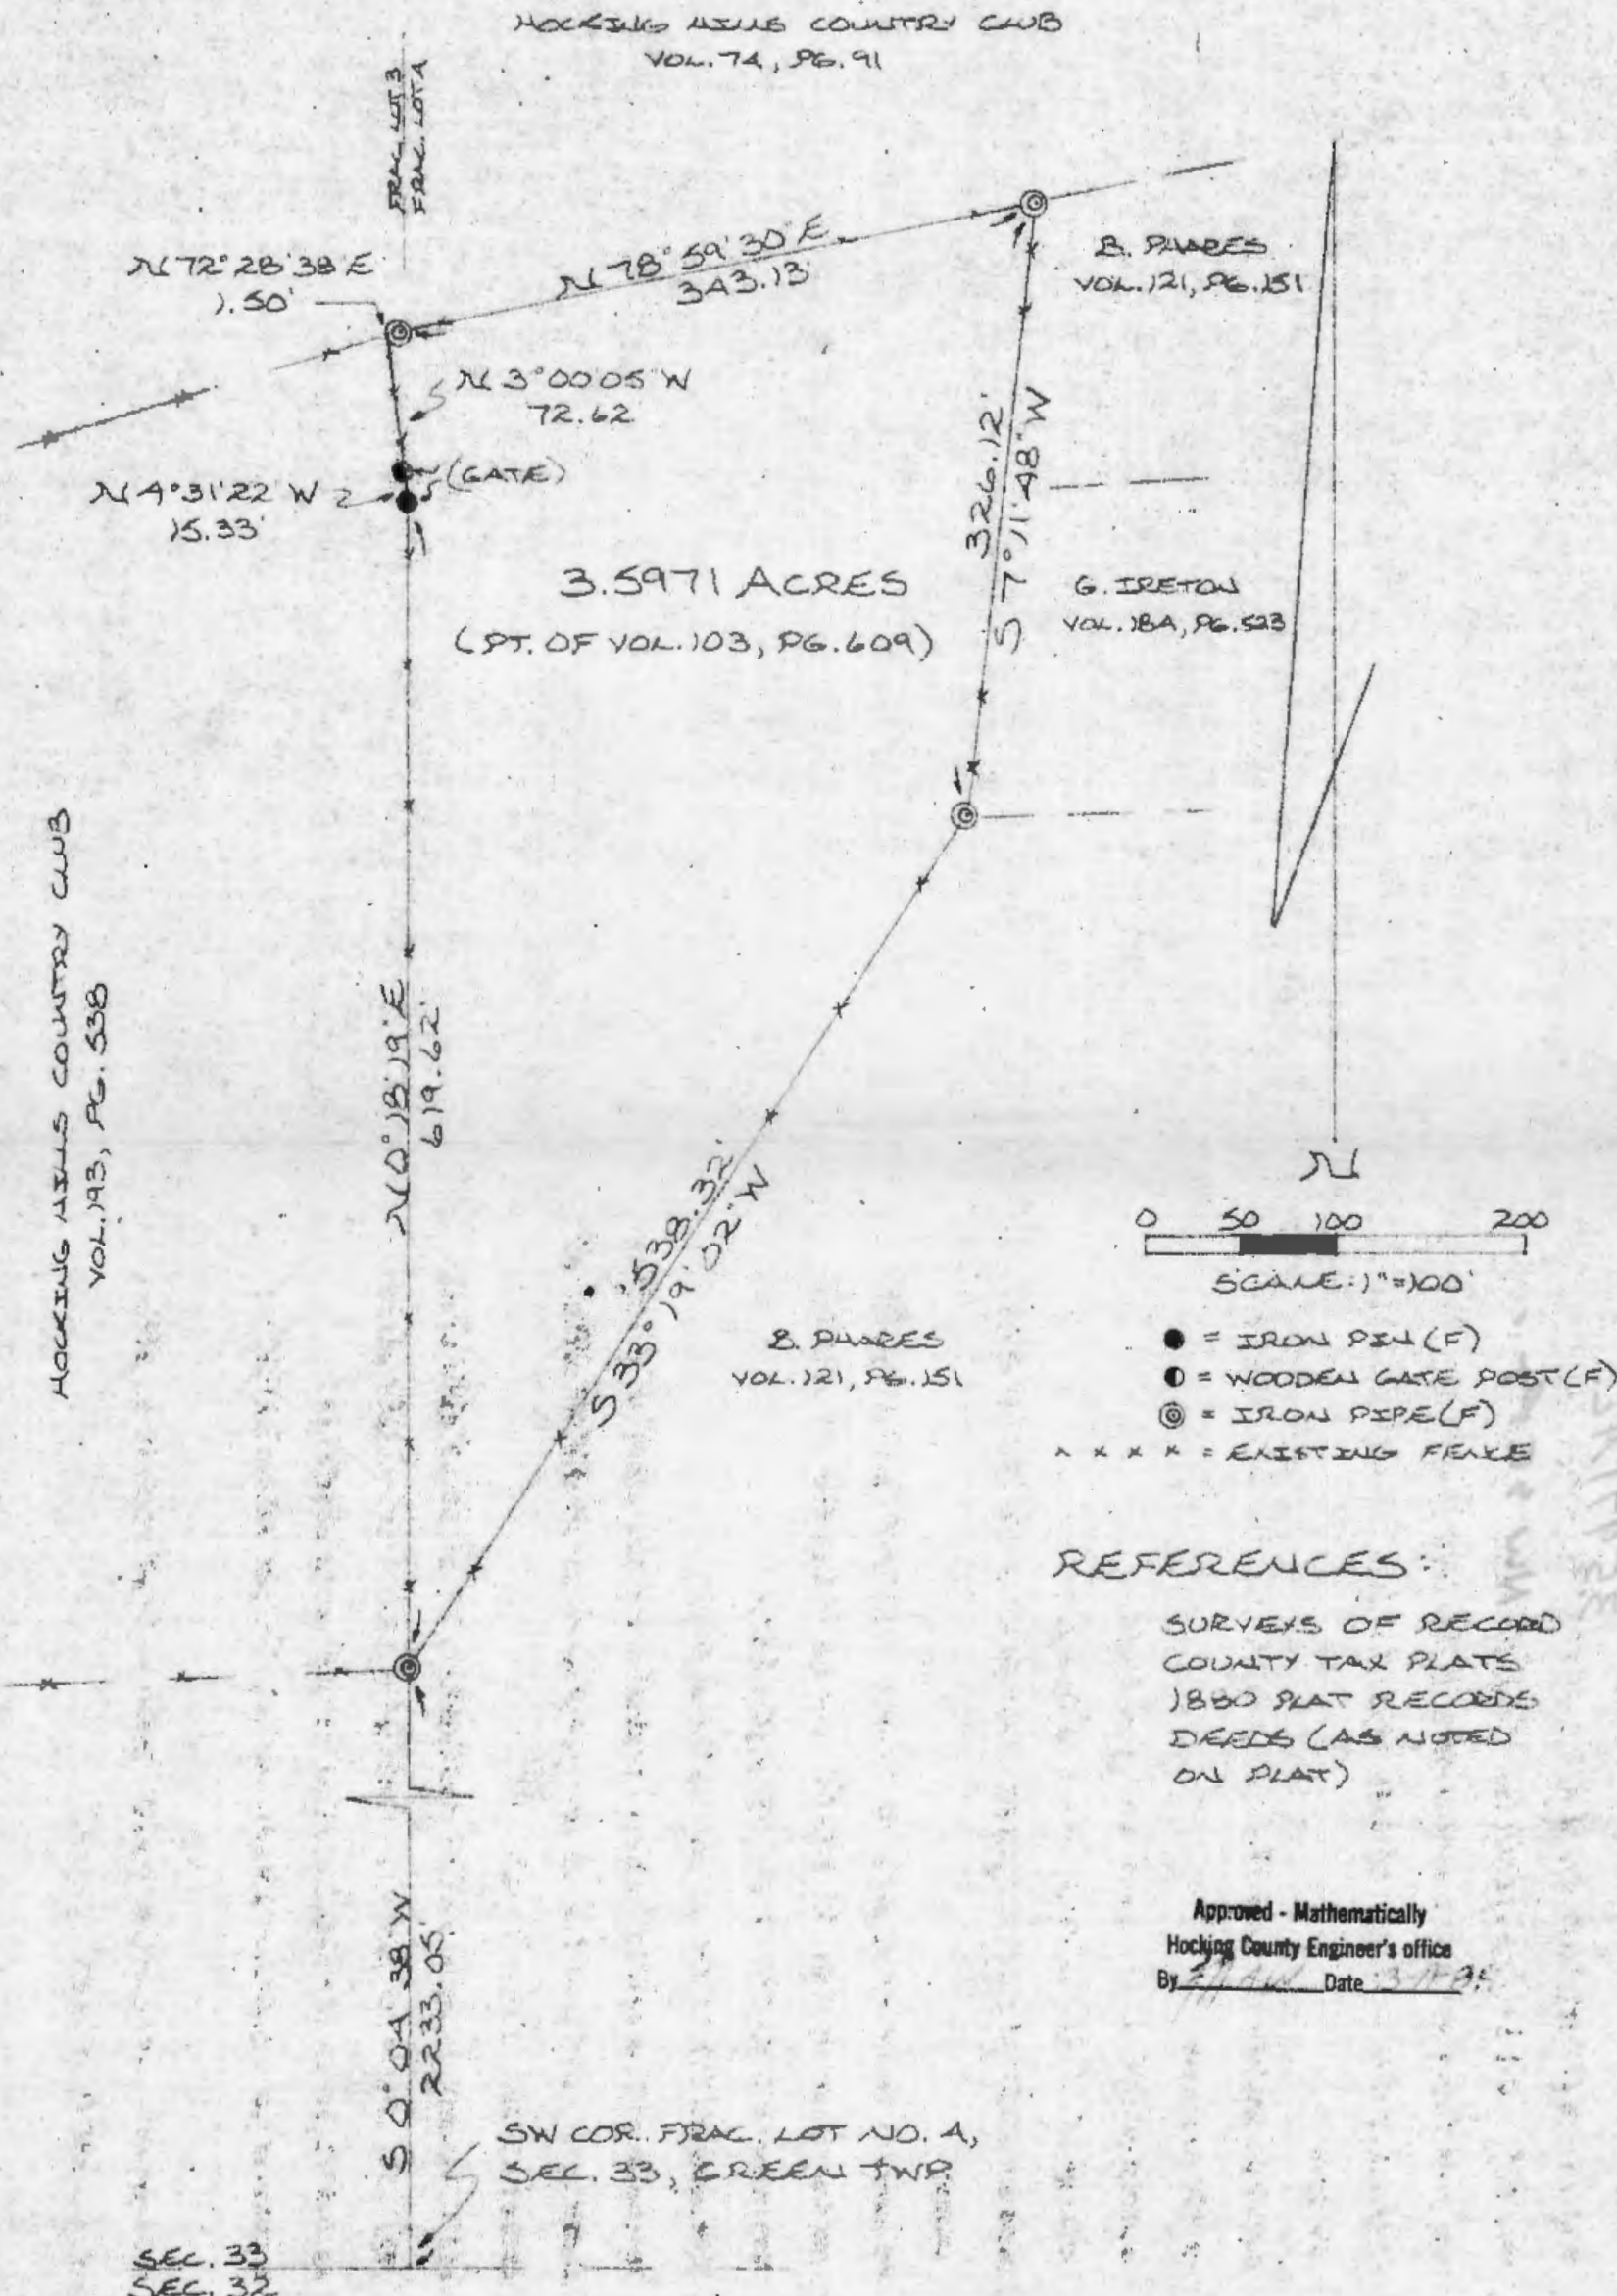 HOCKING HILLS COUNTRY CLUB
VOL. 74, PG. 91
FRAC. LOT 3
FRAC. LOT 4
N 72° 28' 38" E
1.50'
N 78° 59' 30" E
343.13'
B. PHARES
VOL. 121, PG. 151
N 3° 00' 05" W
72.62
(GATE)
N 4° 31' 22" W
15.33'
326.12'
S 7° 11' 48" W
3.5971 ACRES
(PT. OF VOL. 103, PG. 609)
G. IRETON
VOL. 184, PG. 523
HOCKING HILLS COUNTRY CLUB
VOL. 193, PG. 538
N 0° 18' 19" E
619.62'
538.32'
S 33° 19' 02" W
B. PHARES
VOL. 121, PG. 151
N
0 50 100 200
SCALE: 1"=100'
= IRON PIN (F)
= WOODEN GATE POST (F)
= IRON PIPE (F)
x x x x = EXISTING FENCE
REFERENCES:
SURVEYS OF RECORD
COUNTY TAX PLATS
1880 PLAT RECORDS
DEEDS (AS NOTED
ON PLAT)
Approved - Mathematically
Hocking County Engineer's office
By Date
S 0° 04' 38" W
2233.05'
SW COR. FRAC. LOT NO. 4,
SEC. 33, GREEN TWP.
SEC. 33
SEC. 32